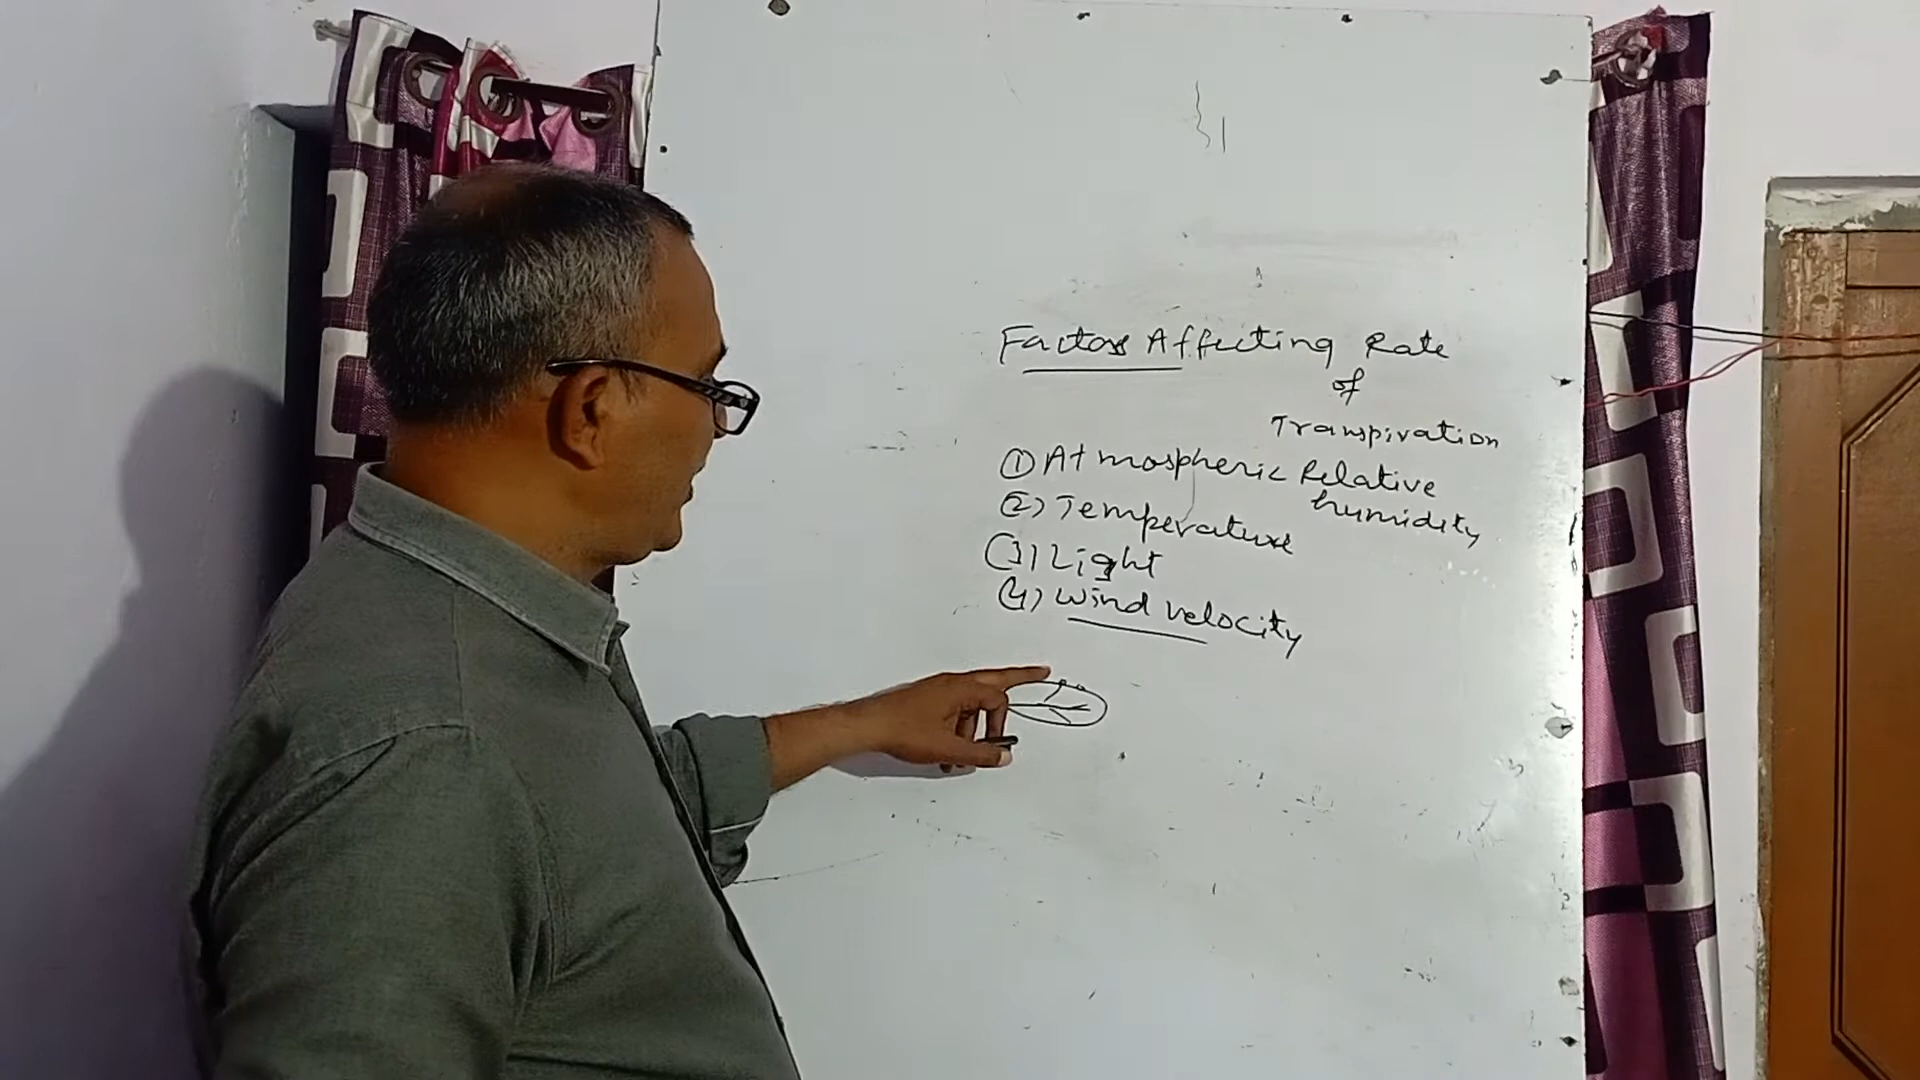 Factors Affecting Rate
of
Transpiration
① Atmospheric Relative
humidity
(2) Temperature
(3) Light
(4) Wind velocity